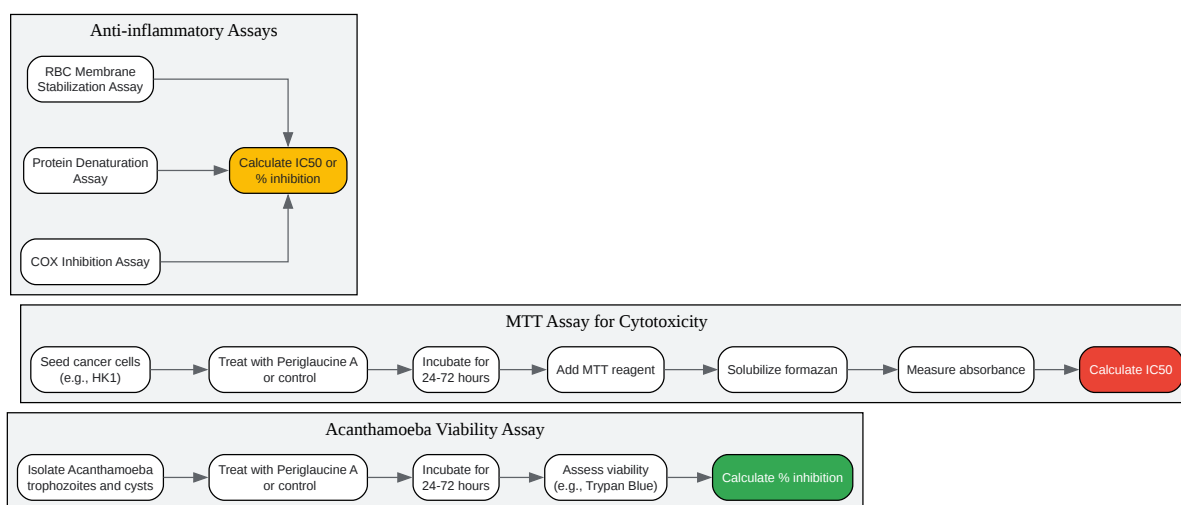 Anti-inflammatory Assays
RBC Membrane
Stabilization Assay
Protein Denaturation
Assay
Calculate IC50 or
% inhibition
COX Inhibition Assay
MTT Assay for Cytotoxicity
Seed cancer cells
(e.g., HK1)
Treat with Periglaucine A
or control
Incubate for
24-72 hours
Add MTT reagent
Solubilize formazan
Measure absorbance
Calculate IC50
Acanthamoeba Viability Assay
Isolate Acanthamoeba
trophozoites and cysts
Treat with Periglaucine A
or control
Incubate for
24-72 hours
Assess viability
(e.g., Trypan Blue)
Calculate % inhibition